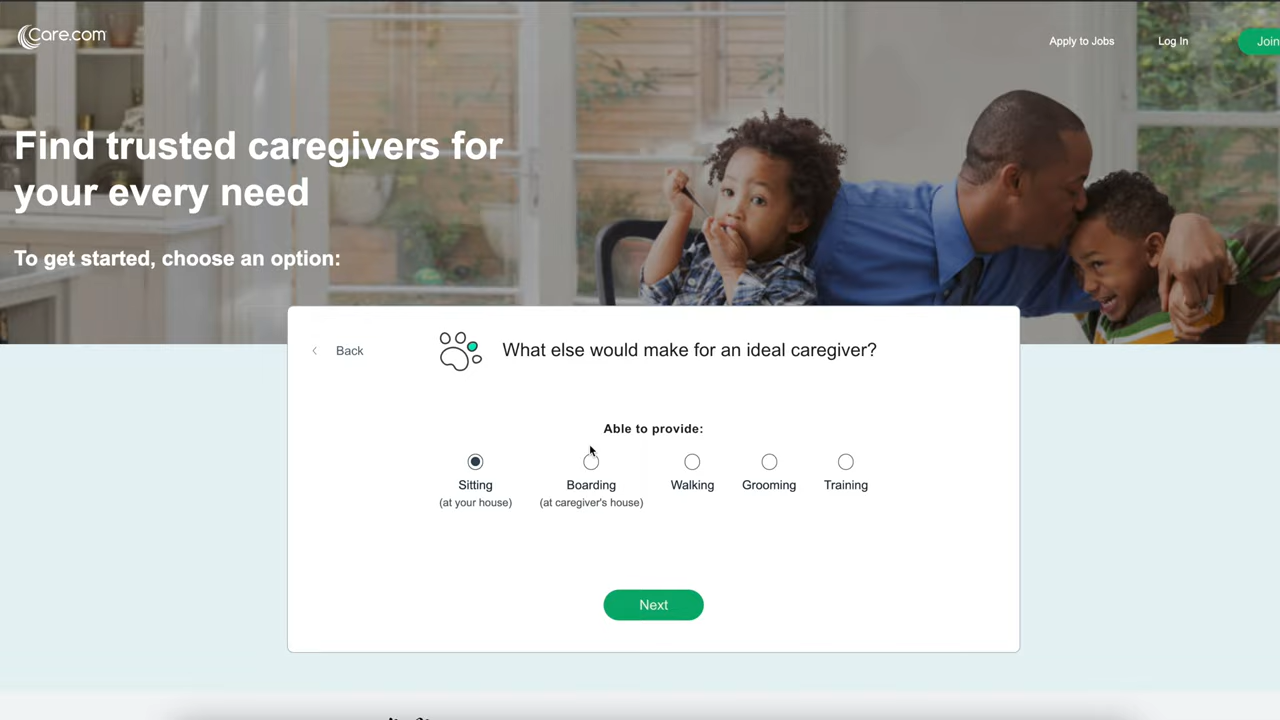 Care.com
Apply to Jobs
Log In
Join
Find trusted caregivers for
your every need
To get started, choose an option:
Back
What else would make for an ideal caregiver?
Able to provide:
Sitting
(at your house)
Boarding
(at caregiver's house)
Walking
Grooming
Training
Next